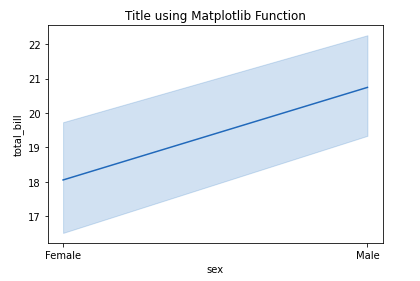 Title using Matplotlib Function
22
21
20
19
18
17
total_bill
Female
Male
sex